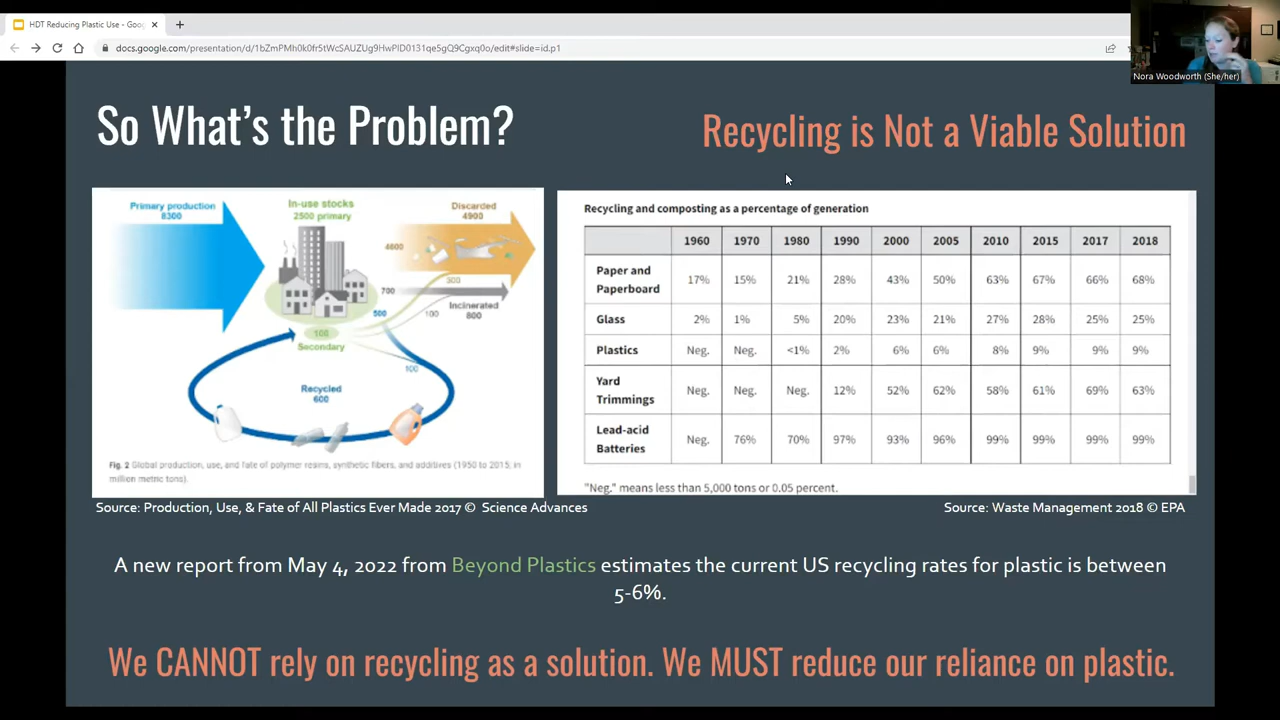 HDT Reducing Plastic Use - Goo
docs.google.com/presentation/d/1bZmPMh0k0fr5tWcSAUZUg9HwPlD0131qe5gQ9Cgxq0o/edit#slide=id.p1
Nora Woodworth (She/her)
So What's the Problem?
Recycling is Not a Viable Solution
Primary production
8300
In-use stocks
2500 primary
Discarded
4900
4600
300
700
Incinerated
800
500
100
100
Secondary
100
Recycled
600
Fig. 2 Global production, use, and fate of polymer resins, synthetic fibers, and additives (1950 to 2015; in
million metric tons).
Source: Production, Use, & Fate of All Plastics Ever Made 2017 © Science Advances
Recycling and composting as a percentage of generation
1960 1970 1980 1990 2000 2005 2010 2015 2017 2018
Paper and
Paperboard 17% 15% 21% 28% 43% 50% 63% 67% 66% 68%
Glass 2% 1% 5% 20% 23% 21% 27% 28% 25% 25%
Plastics Neg. Neg. <1% 2% 6% 6% 8% 9% 9% 9%
Yard
Trimmings Neg. Neg. Neg. 12% 52% 62% 58% 61% 69% 63%
Lead-acid
Batteries Neg. 76% 70% 97% 93% 96% 99% 99% 99% 99%
"Neg." means less than 5,000 tons or 0.05 percent.
Source: Waste Management 2018 © EPA
A new report from May 4, 2022 from Beyond Plastics estimates the current US recycling rates for plastic is between
5-6%.
We CANNOT rely on recycling as a solution. We MUST reduce our reliance on plastic.